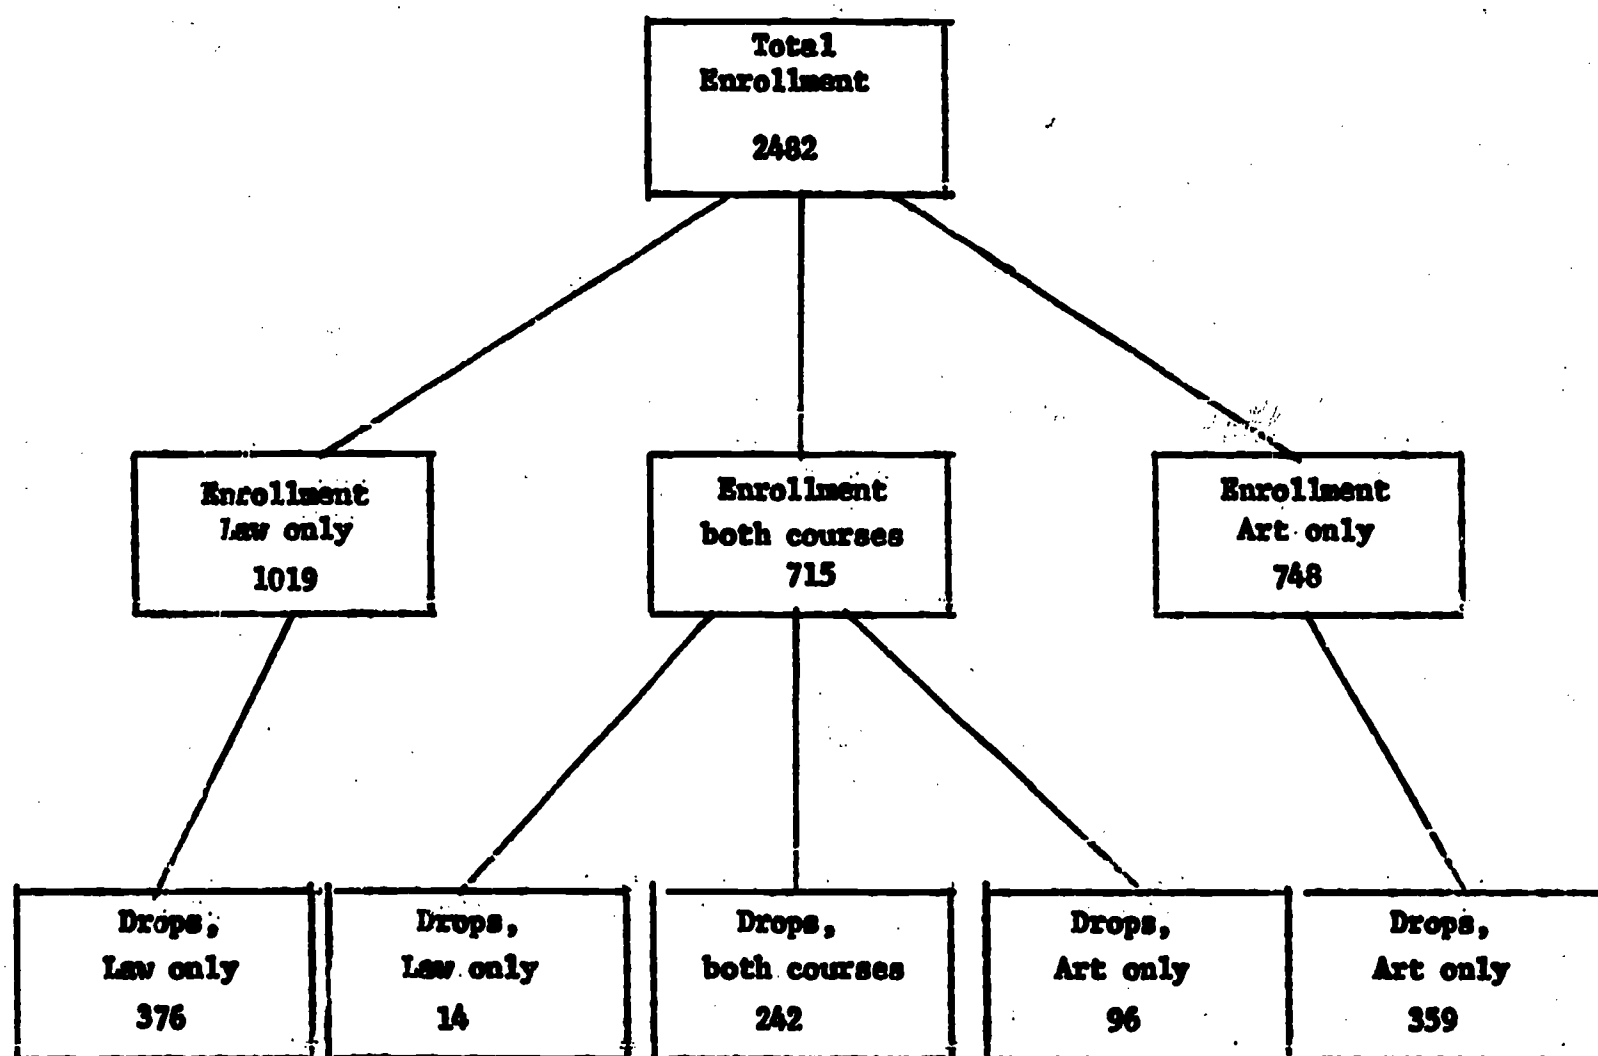 Total
Enrollment
2482
Enrollment
Law only
1019
Enrollment
both courses
715
Enrollment
Art only
748
Drops,
Law only
376
Drops,
Law only
14
Drops,
both courses
242
Drops,
Art only
96
Drops,
Art only
359